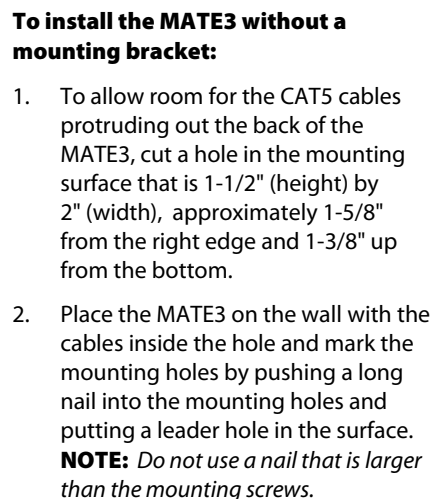 To install the MATE3 without a
mounting bracket:
1. To allow room for the CAT5 cables
protruding out the back of the
MATE3, cut a hole in the mounting
surface that is 1-1/2" (height) by
2" (width), approximately 1-5/8"
from the right edge and 1-3/8" up
from the bottom.
2. Place the MATE3 on the wall with the
cables inside the hole and mark the
mounting holes by pushing a long
nail into the mounting holes and
putting a leader hole in the surface.
NOTE: Do not use a nail that is larger
than the mounting screws.